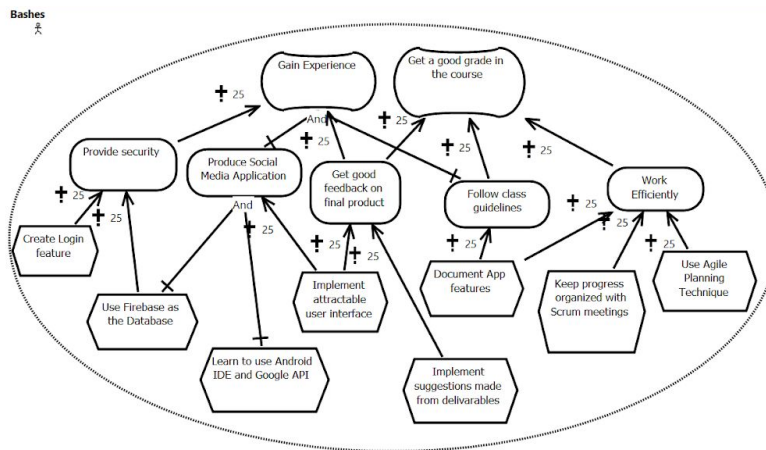 Bashes
Gain Experience
Get a good grade in
the course
25
25
And
25
25
25
Provide security
Produce Social
Media Application
Get good
feedback on
final product
Follow class
guidelines
Work
Efficiently
25
25
And
25
25
25
25
25
25
25
Create Login
feature
Use Firebase as
the Database
Implement
attractable
user interface
Document App
features
Keep progress
organized with
Scrum meetings
Use Agile
Planning
Technique
Learn to use Android
IDE and Google API
Implement
suggestions made
from delivarables